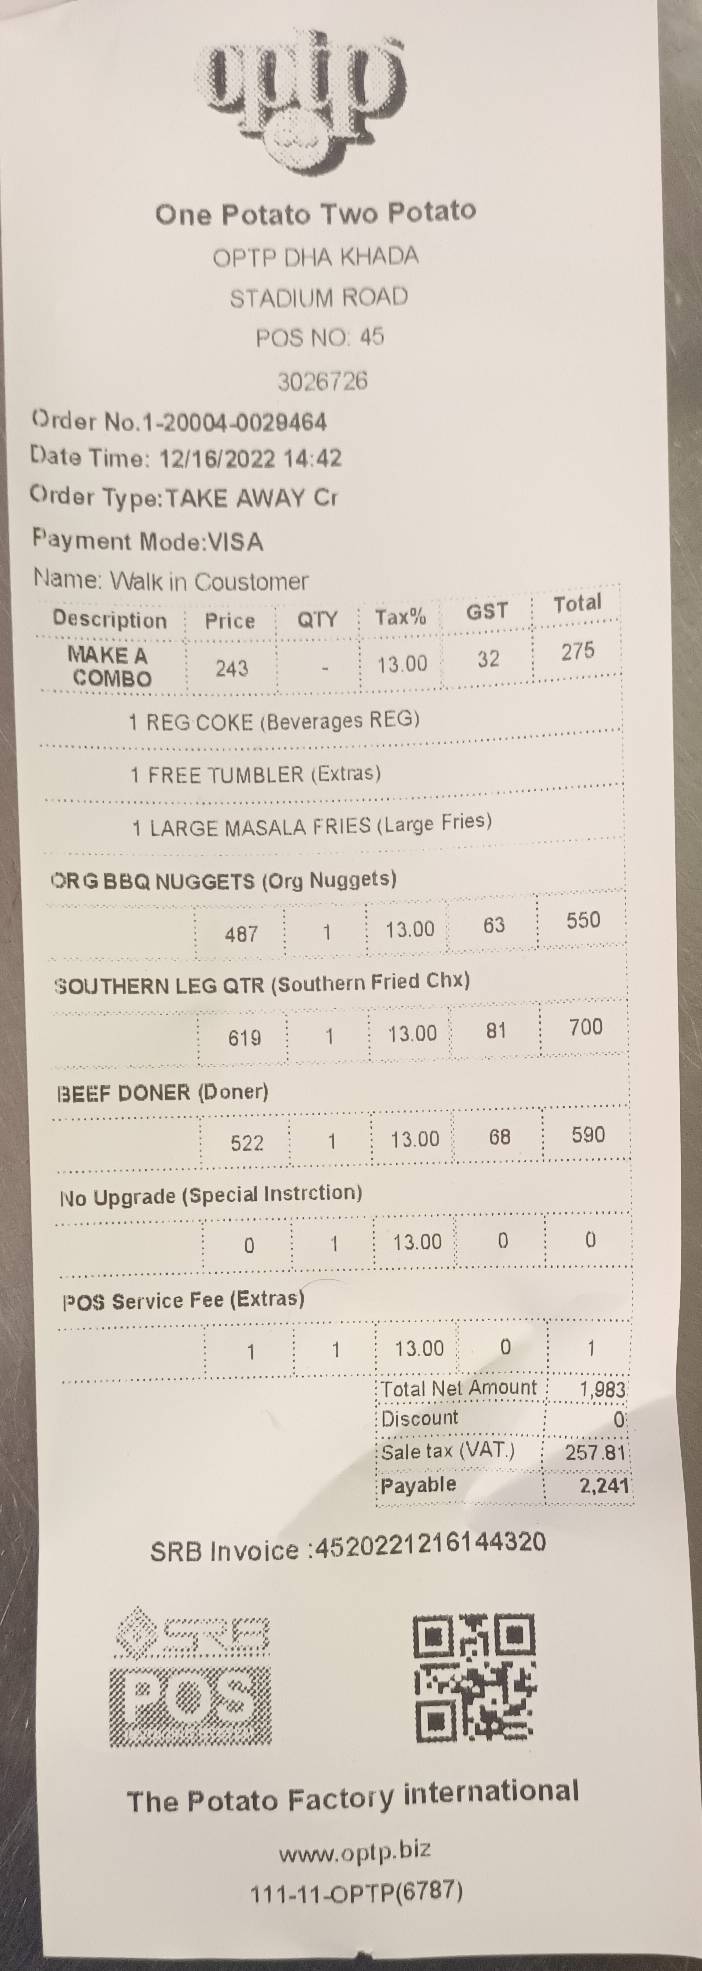 optp
One Potato Two Potato
OPTP DHA KHADA
STADIUM ROAD
POS NO: 45
3026726
Order No.1-20004-0029464
Date Time: 12/16/2022 14:42
Order Type:TAKE AWAY Cr
Payment Mode:VISA
Name: Walk in Coustomer
Description Price QTY Tax% GST Total
MAKE A COMBO 243 - 13.00 32 275
1 REG COKE (Beverages REG)
1 FREE TUMBLER (Extras)
1 LARGE MASALA FRIES (Large Fries)
ORG BBQ NUGGETS (Org Nuggets)
487 1 13.00 63 550
SOUTHERN LEG QTR (Southern Fried Chx)
619 1 13.00 81 700
BEEF DONER (Doner)
522 1 13.00 68 590
No Upgrade (Special Instrction)
0 1 13.00 0 0
POS Service Fee (Extras)
1 1 13.00 0 1
Total Net Amount 1,983
Discount 0
Sale tax (VAT.) 257.81
Payable 2,241
SRB Invoice :4520221216144320
SRB
POS
The Potato Factory international
www.optp.biz
111-11-OPTP(6787)